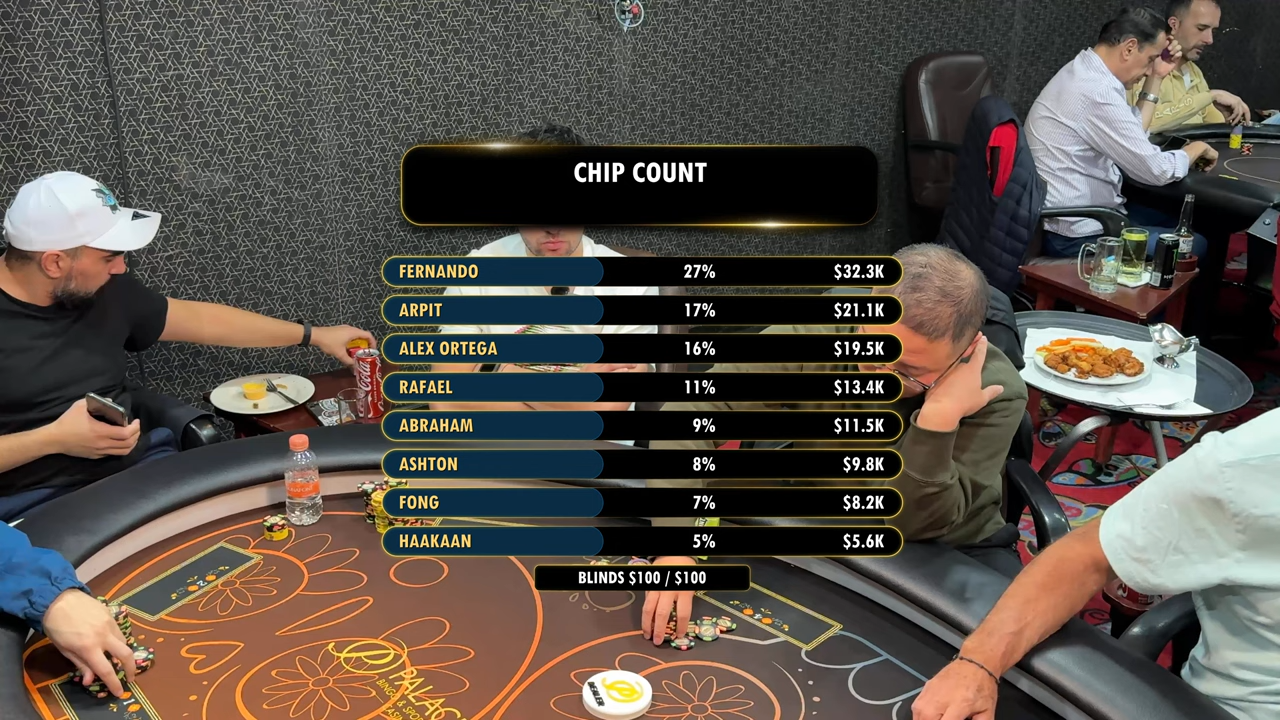 CHIP COUNT
FERNANDO 27% $32.3K
ARPIT 17% $21.1K
ALEX ORTEGA 16% $19.5K
RAFAEL 11% $13.4K
ABRAHAM 9% $11.5K
ASHTON 8% $9.8K
FONG 7% $8.2K
HAAKAAN 5% $5.6K
BLINDS $100 / $100
PALACE
DEALER